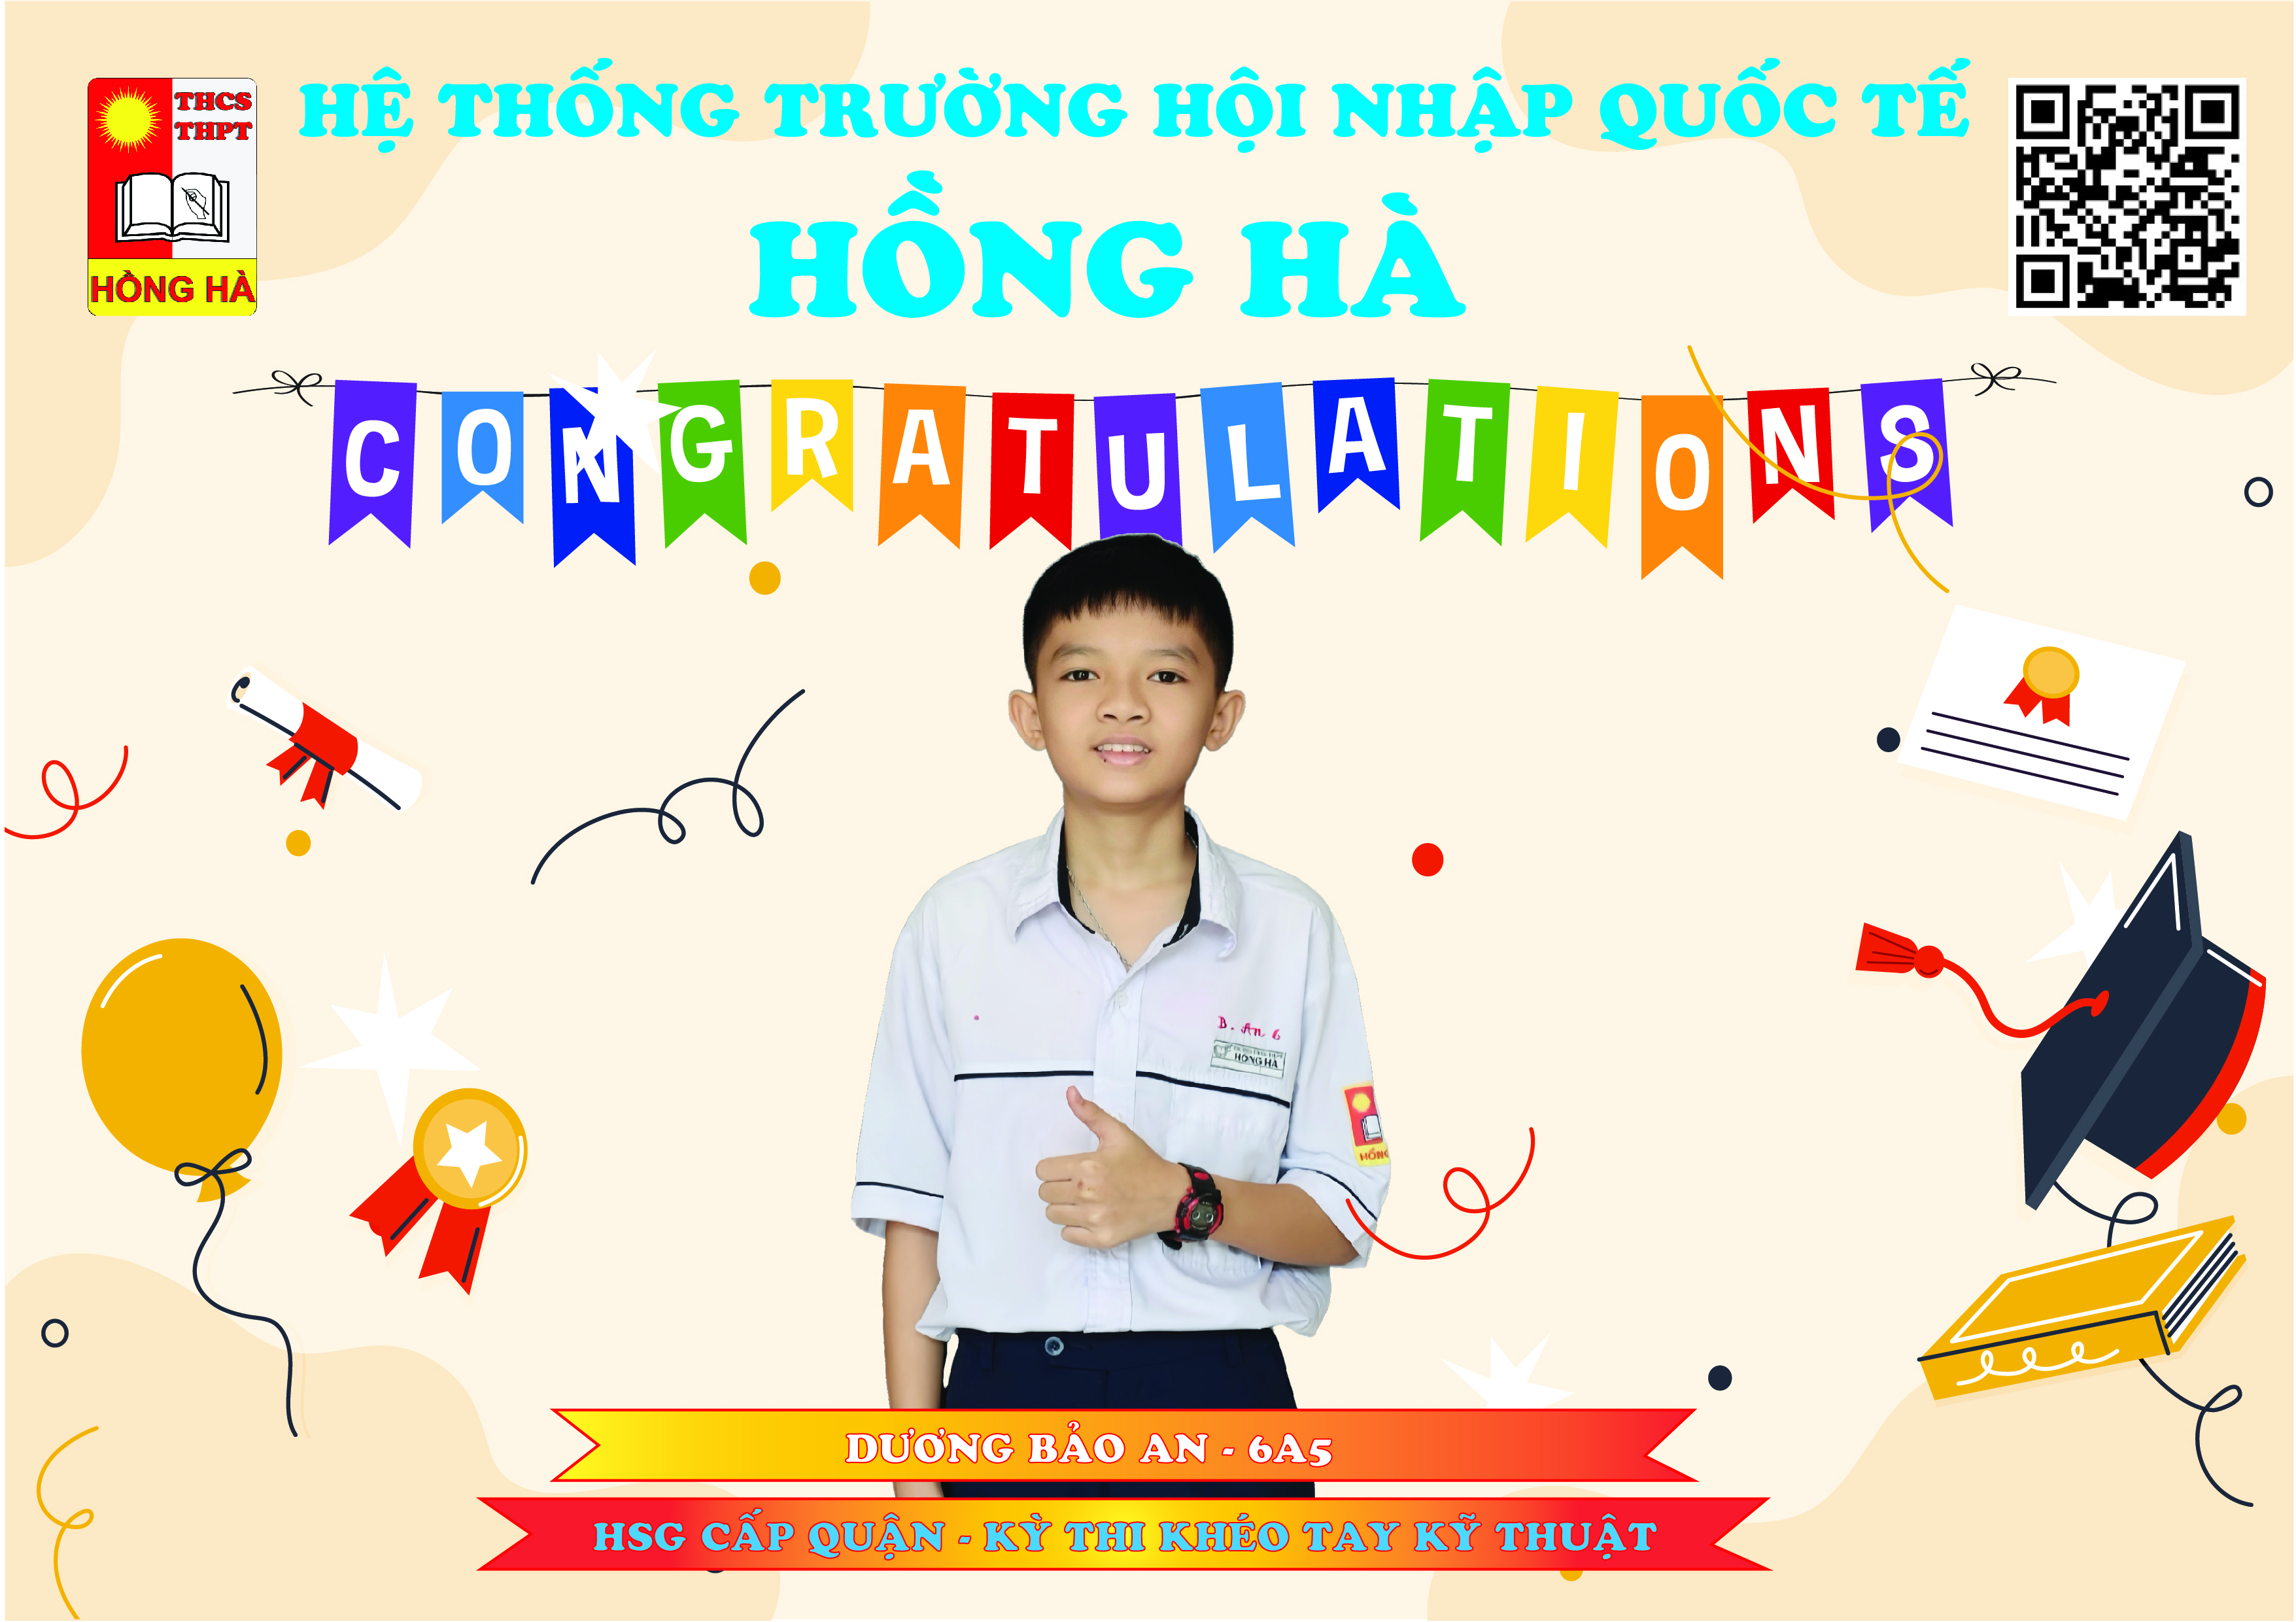 THCS
THPT
HỒNG HÀ
HỆ THỐNG TRƯỜNG HỘI NHẬP QUỐC TẾ
HỒNG HÀ
CONGRATULATIONS
B. An 6
HONG HÀ
HỒNG
DƯƠNG BẢO AN - 6A5
HSG CẤP QUẬN - KỲ THI KHÉO TAY KỸ THUẬT